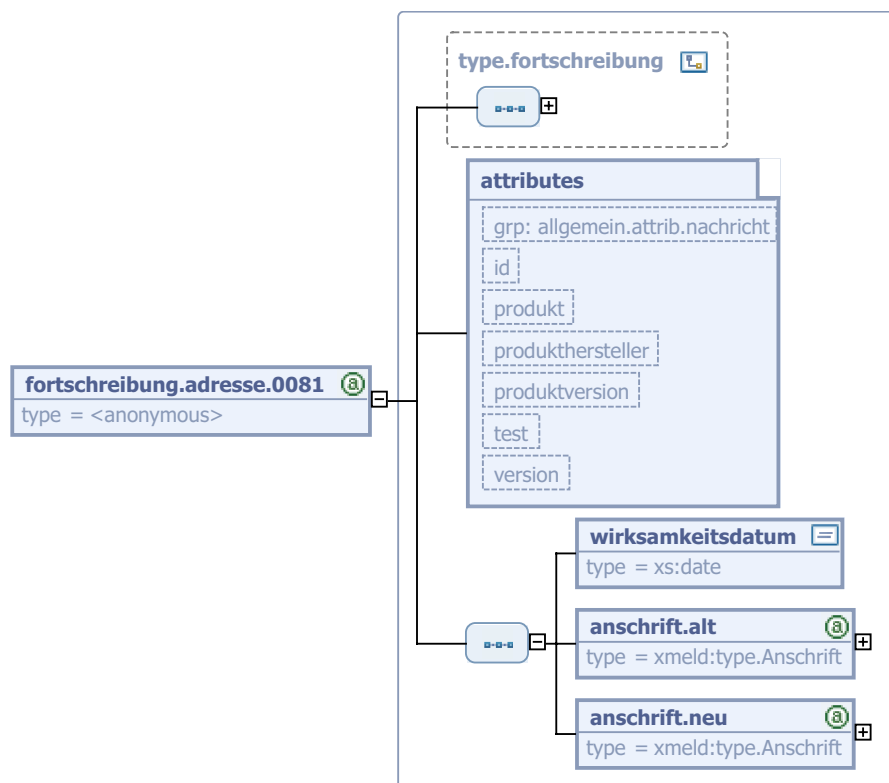 type.fortschreibung
attributes
grp: allgemein.attrib.nachricht
id
produkt
produkthersteller
produktversion
test
version
fortschreibung.adresse.0081
type = <anonymous>
wirksamkeitsdatum
type = xs:date
anschrift.alt
type = xmeld:type.Anschrift
anschrift.neu
type = xmeld:type.Anschrift